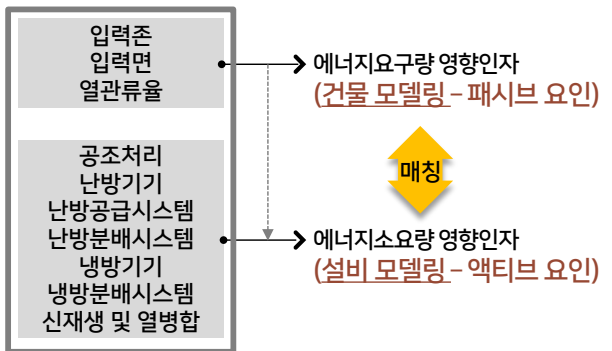 입력존
입력면
열관류율
에너지요구량 영향인자
(건물 모델링 – 패시브 요인)
매칭
공조처리
난방기기
난방공급시스템
난방분배시스템
냉방기기
냉방분배시스템
신재생 및 열병합
에너지소요량 영향인자
(설비 모델링 – 액티브 요인)